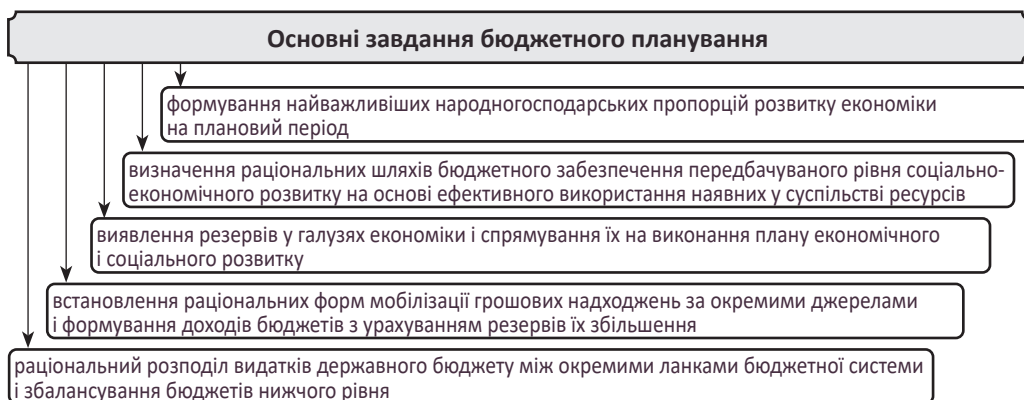 Основні завдання бюджетного планування
формування найважливіших народногосподарських пропорцій розвитку економіки
на плановий період
визначення раціональних шляхів бюджетного забезпечення передбачуваного рівня соціально-
економічного розвитку на основі ефективного використання наявних у суспільстві ресурсів
виявлення резервів у галузях економіки і спрямування їх на виконання плану економічного
і соціального розвитку
встановлення раціональних форм мобілізації грошових надходжень за окремими джерелами
і формування доходів бюджетів з урахуванням резервів їх збільшення
раціональний розподіл видатків державного бюджету між окремими ланками бюджетної системи
і збалансування бюджетів нижчого рівня